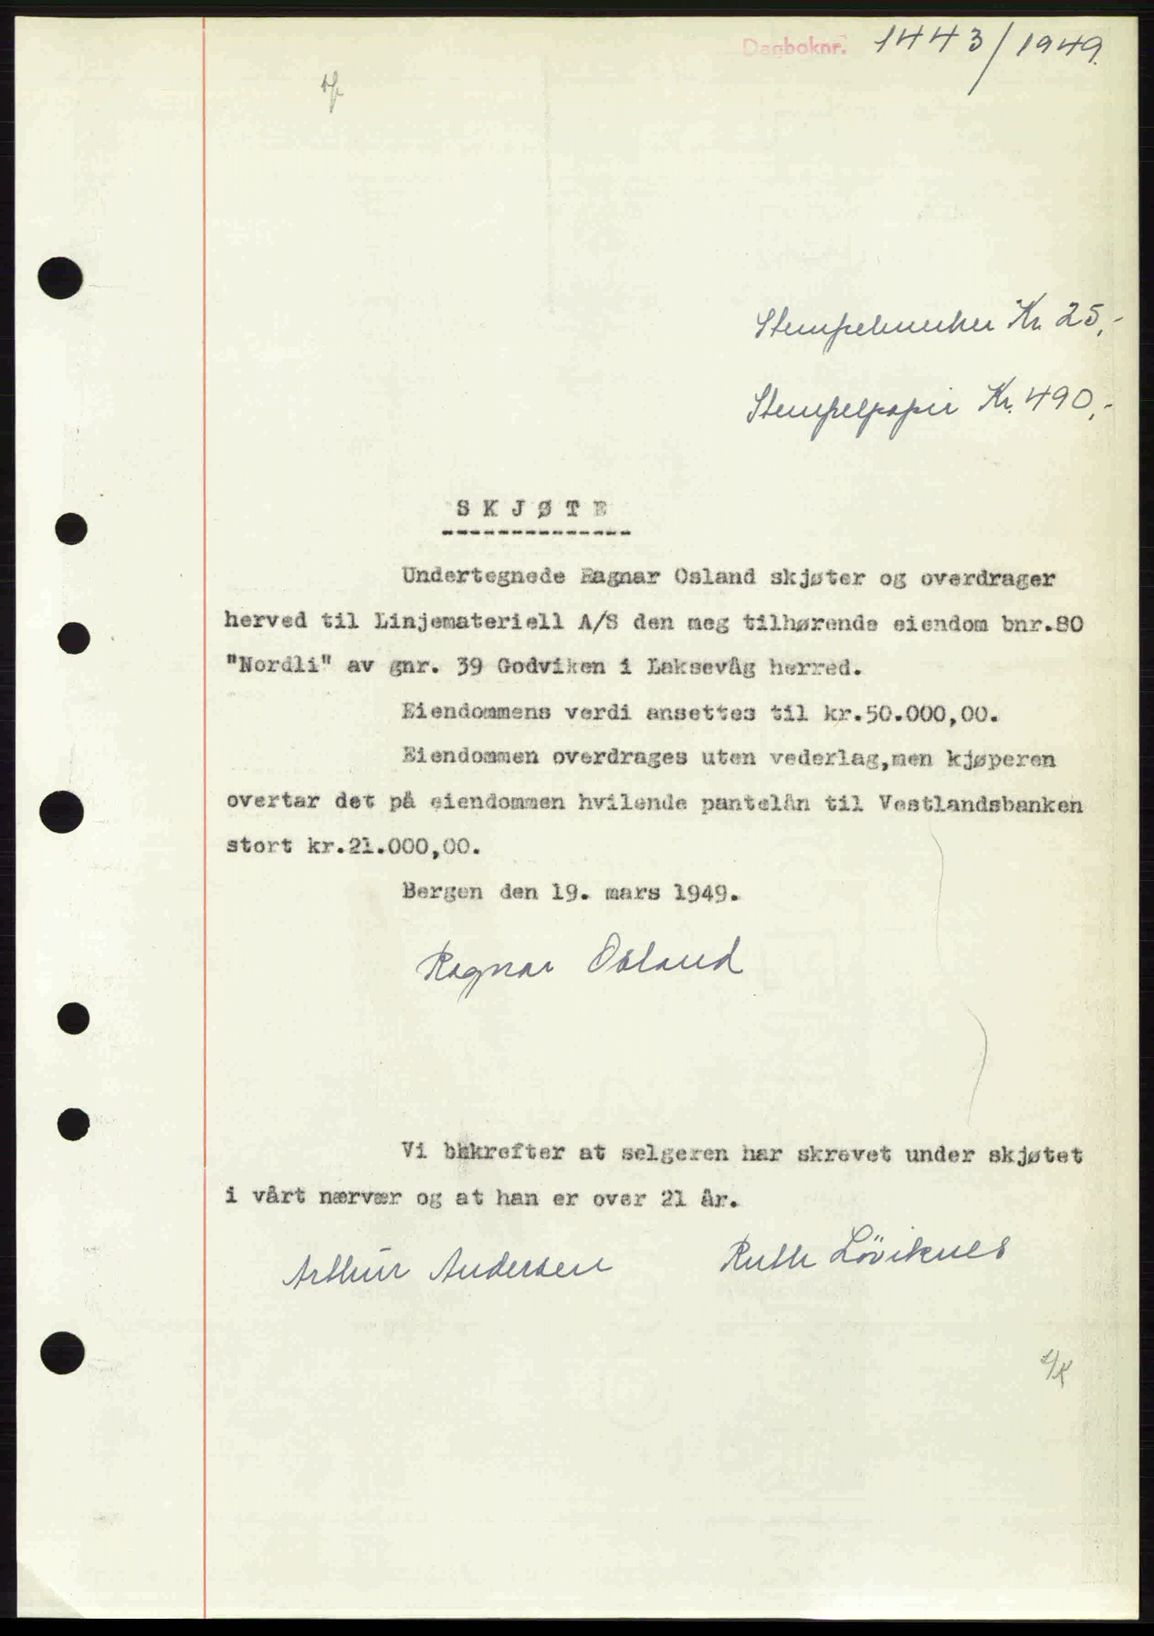 Dagboknr. 1443/1949.
Stempelmerker Kr. 25,-
Stempelpapir Kr. 490,-
SKJØTE
--------------
Undertegnede Ragnar Osland skjøter og overdrager
herved til Linjemateriell A/S den meg tilhørende eiendom bnr.80
"Nordli" av gnr. 39 Godviken i Laksevåg herred.
Eiendommens verdi ansettes til kr.50.000,00.
Eiendommen overdrages uten vederlag,men kjøperen
overtar det på eiendommen hvilende pantelån til Vestlandsbanken
stort kr.21.000,00.
Bergen den 19. mars 1949.
Ragnar Osland
Vi bekrefter at selgeren har skrevet under skjøtet
i vårt nærvær og at han er over 21 år.
Arthur Andersen Ruth Løviknes